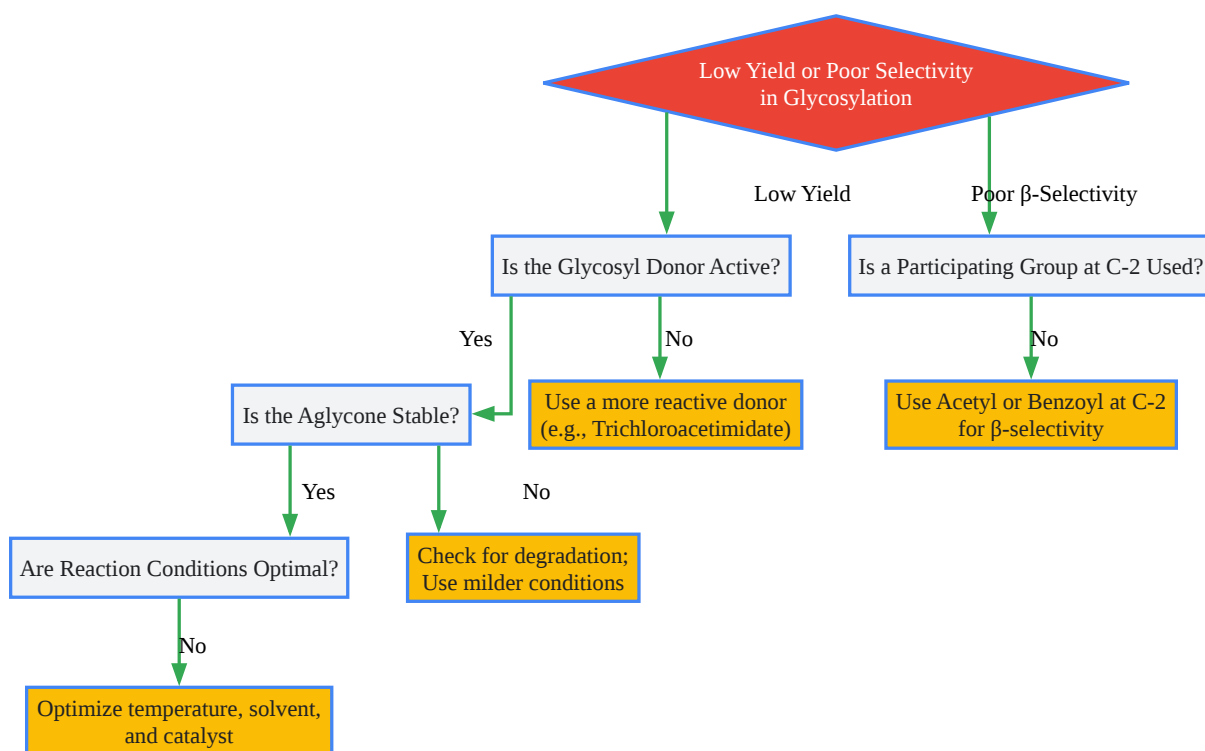 Low Yield or Poor Selectivity
in Glycosylation
Low Yield
Poor β-Selectivity
Is the Glycosyl Donor Active?
Is a Participating Group at C-2 Used?
Yes
No
No
Is the Aglycone Stable?
Use a more reactive donor
(e.g., Trichloroacetimidate)
Use Acetyl or Benzoyl at C-2
for β-selectivity
Yes
No
Are Reaction Conditions Optimal?
Check for degradation;
Use milder conditions
No
Optimize temperature, solvent,
and catalyst